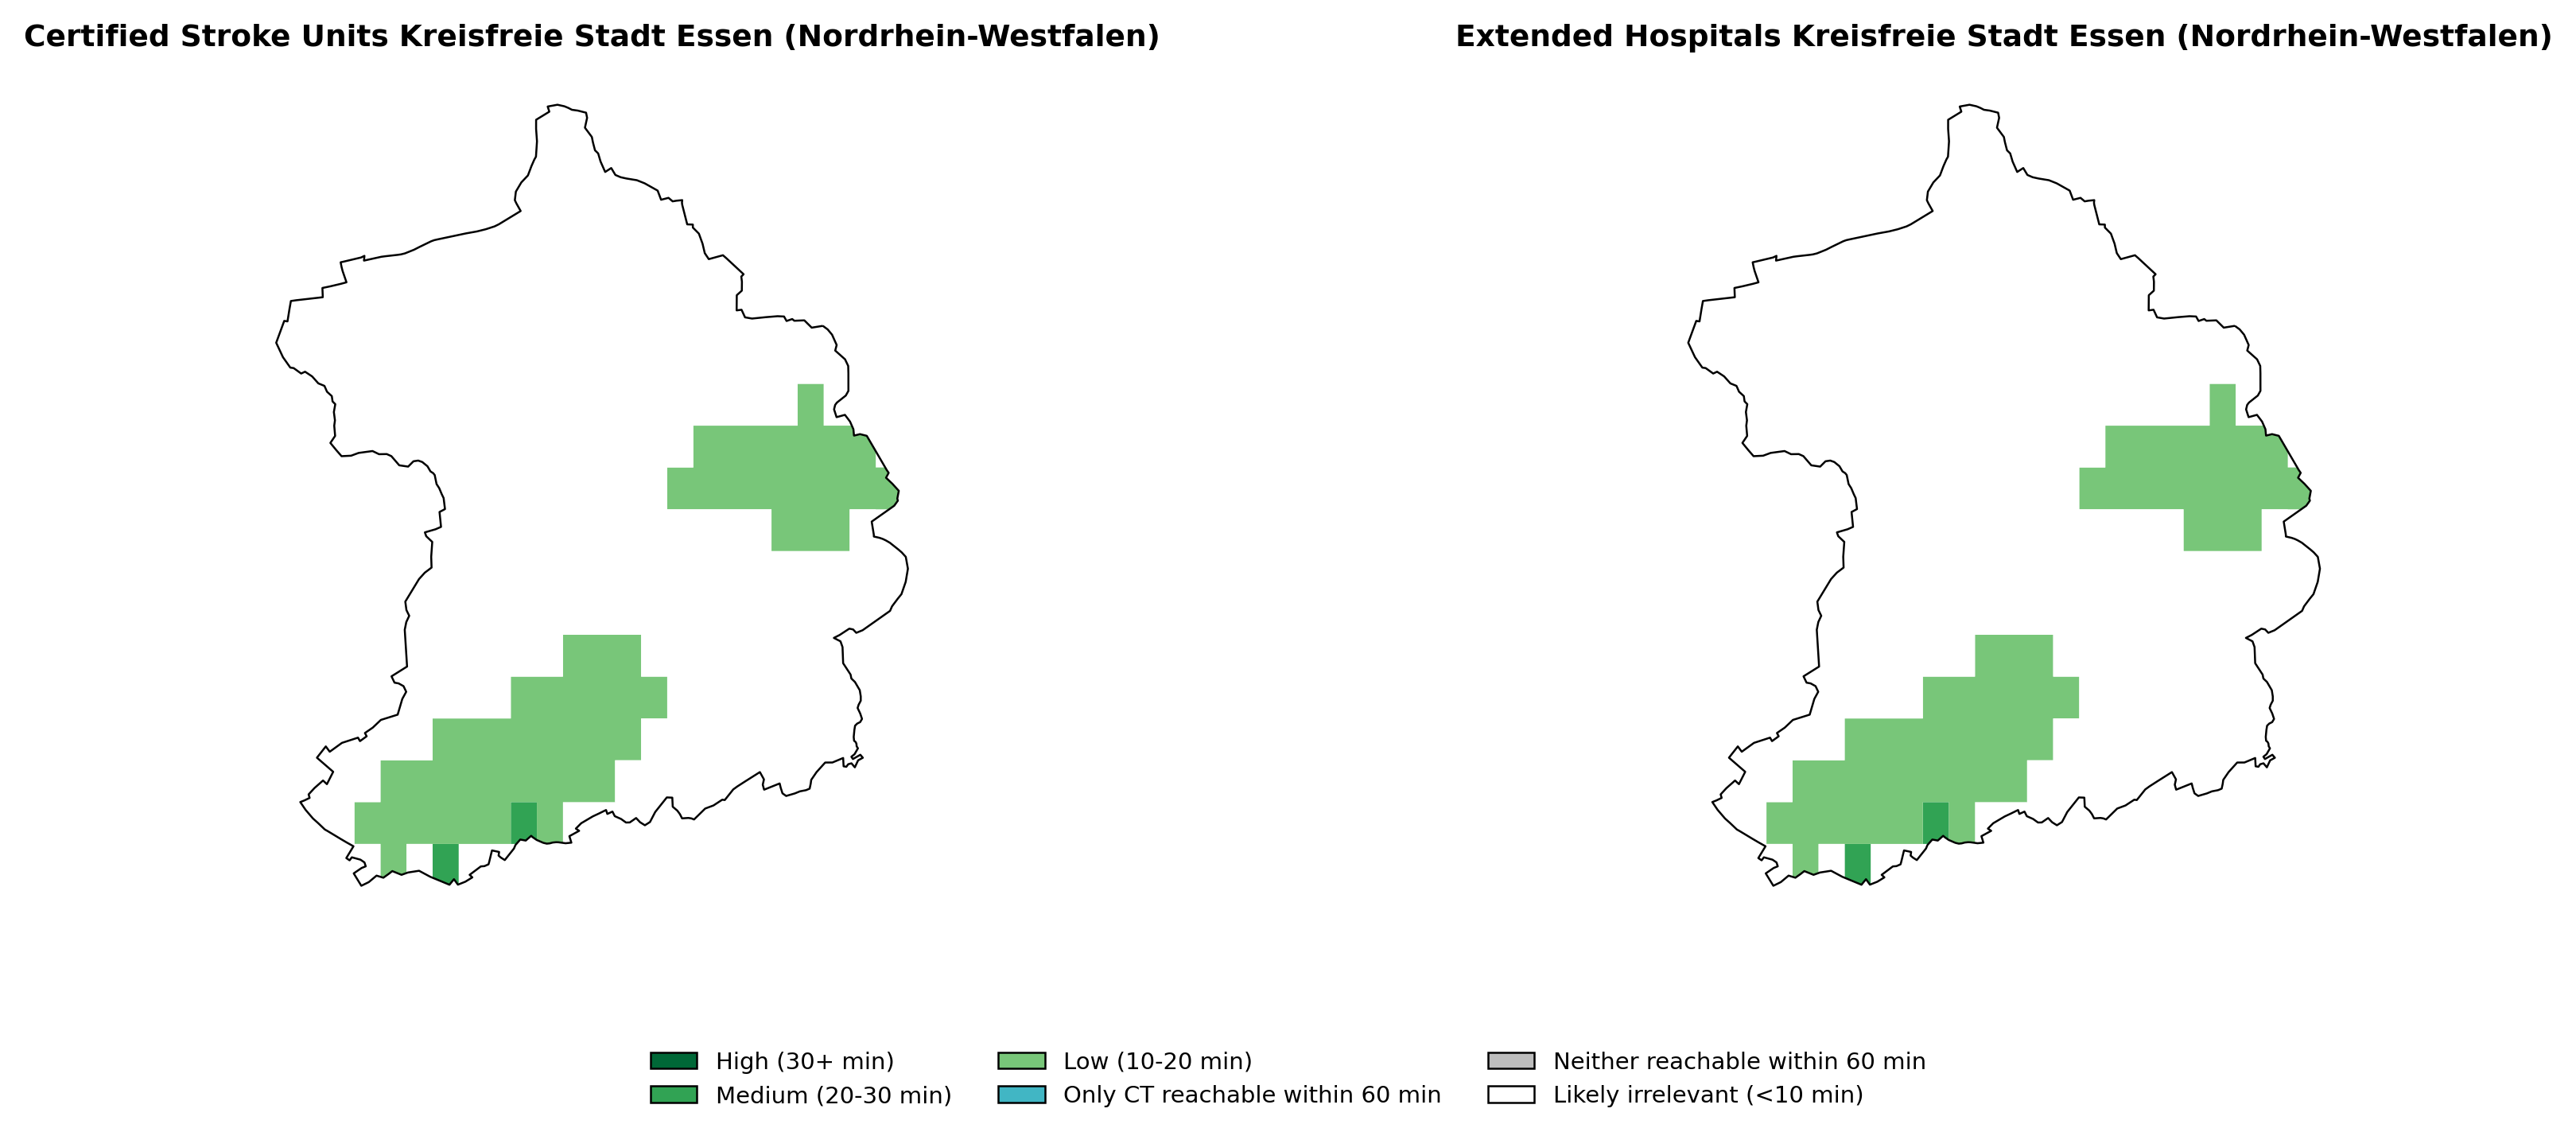 Certified Stroke Units Kreisfreie Stadt Essen (Nordrhein-Westfalen)
Extended Hospitals Kreisfreie Stadt Essen (Nordrhein-Westfalen)
High (30+ min)
Medium (20-30 min)
Low (10-20 min)
Only CT reachable within 60 min
Neither reachable within 60 min
Likely irrelevant (<10 min)